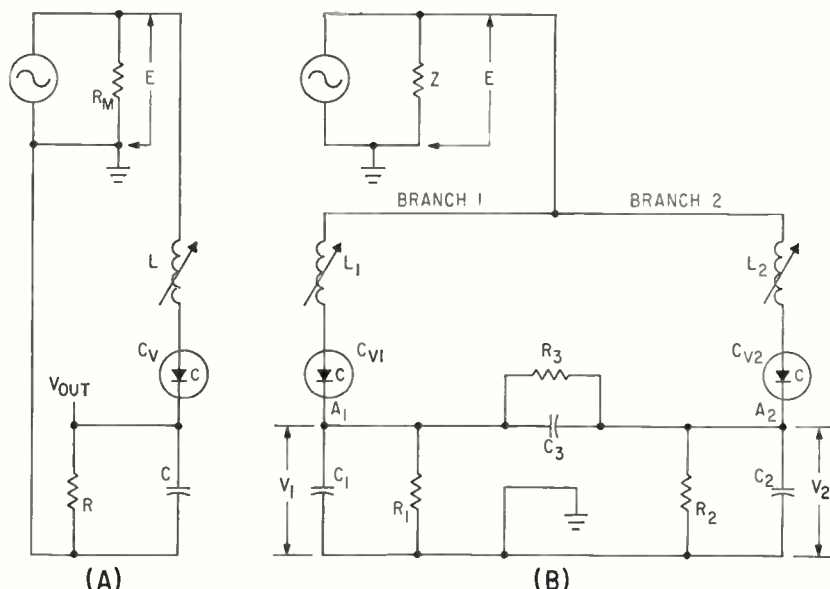 R_M
E
L
C_V
C
V_OUT
R
C
(A)
Z
E
BRANCH 1
BRANCH 2
L_1
L_2
C_V1
C
R_3
C_V2
C
A_1
A_2
C_3
V_1
C_1
R_1
R_2
C_2
V_2
(B)